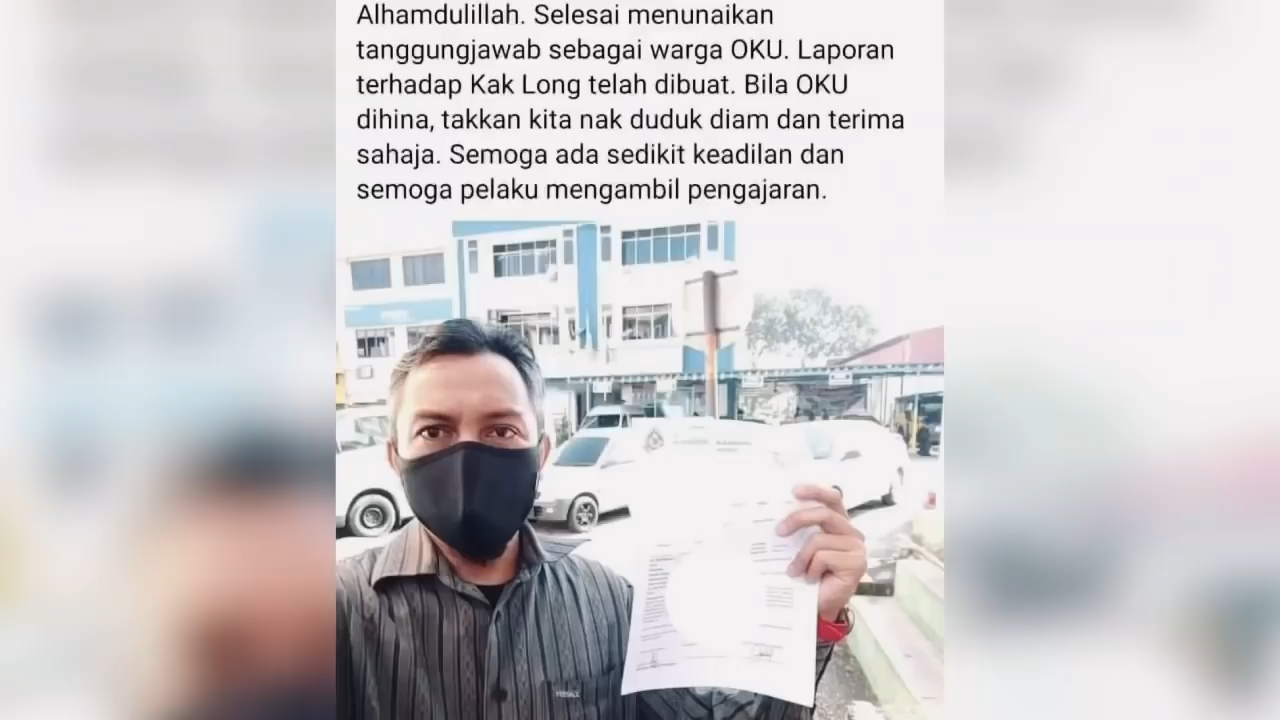 Alhamdulillah. Selesai menunaikan
tanggungjawab sebagai warga OKU. Laporan
terhadap Kak Long telah dibuat. Bila OKU
dihina, takkan kita nak duduk diam dan terima
sahaja. Semoga ada sedikit keadilan dan
semoga pelaku mengambil pengajaran.